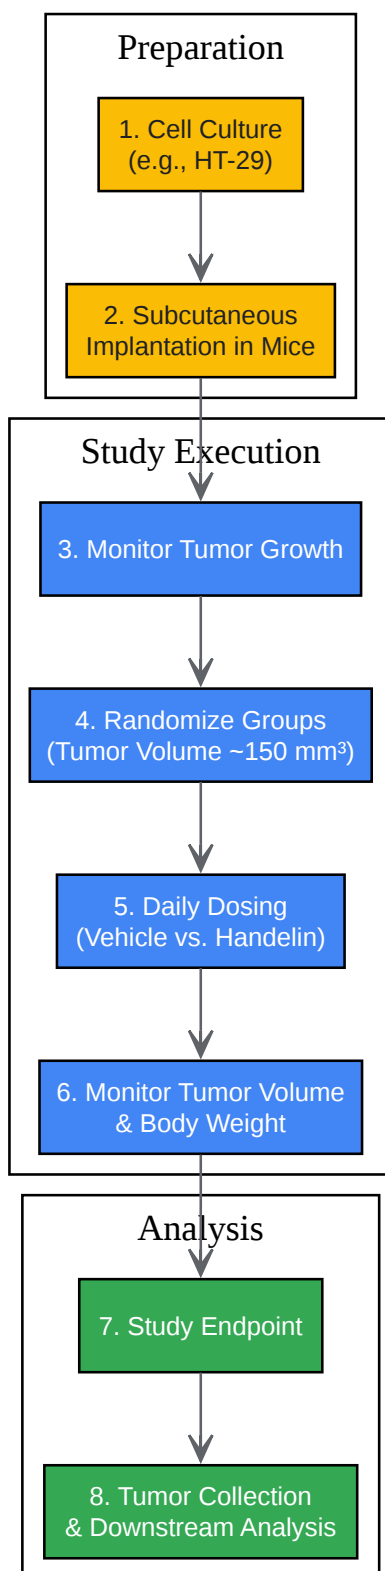 Preparation
1. Cell Culture
(e.g., HT-29)
2. Subcutaneous
Implantation in Mice
Study Execution
3. Monitor Tumor Growth
4. Randomize Groups
(Tumor Volume ~150 mm³)
5. Daily Dosing
(Vehicle vs. Handelin)
6. Monitor Tumor Volume
& Body Weight
Analysis
7. Study Endpoint
8. Tumor Collection
& Downstream Analysis